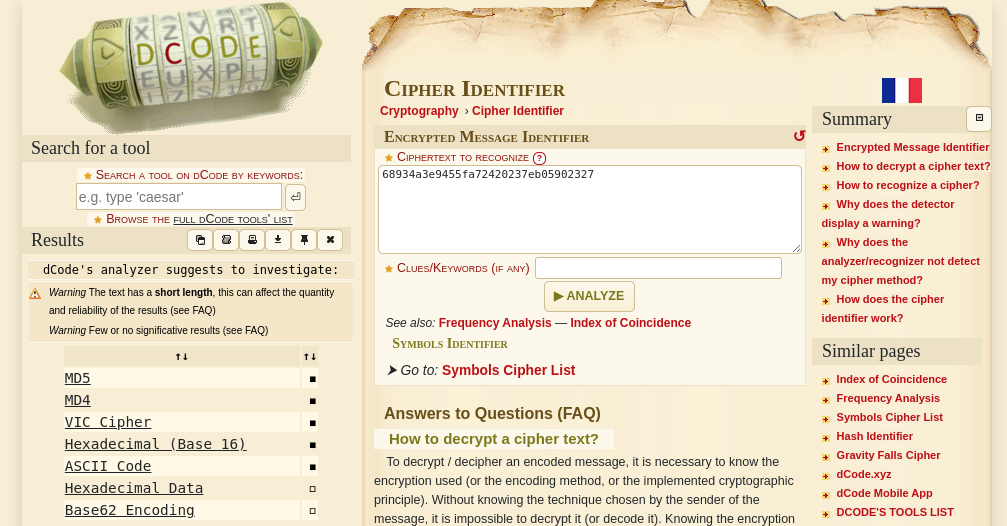 DCODE
Search for a tool
Search a tool on dCode by keywords:
e.g. type 'caesar'
Browse the full dCode tools' list
Results
dCode's analyzer suggests to investigate:
Warning The text has a short length, this can affect the quantity
and reliability of the results (see FAQ)
Warning Few or no significative results (see FAQ)
↑↓ ↑↓
MD5 ■
MD4 ■
VIC Cipher ■
Hexadecimal (Base 16) ■
ASCII Code ■
Hexadecimal Data □
Base62 Encoding □
Cipher Identifier
Cryptography › Cipher Identifier
Encrypted Message Identifier
Ciphertext to recognize ?
68934a3e9455fa72420237eb05902327
Clues/Keywords (if any)
▶ ANALYZE
See also: Frequency Analysis — Index of Coincidence
Symbols Identifier
➤ Go to: Symbols Cipher List
Answers to Questions (FAQ)
How to decrypt a cipher text?
To decrypt / decipher an encoded message, it is necessary to know the
encryption used (or the encoding method, or the implemented cryptographic
principle). Without knowing the technique chosen by the sender of the
message, it is impossible to decrypt it (or decode it). Knowing the encryption
Summary
Encrypted Message Identifier
How to decrypt a cipher text?
How to recognize a cipher?
Why does the detector
display a warning?
Why does the
analyzer/recognizer not detect
my cipher method?
How does the cipher
identifier work?
Similar pages
Index of Coincidence
Frequency Analysis
Symbols Cipher List
Hash Identifier
Gravity Falls Cipher
dCode.xyz
dCode Mobile App
DCODE'S TOOLS LIST